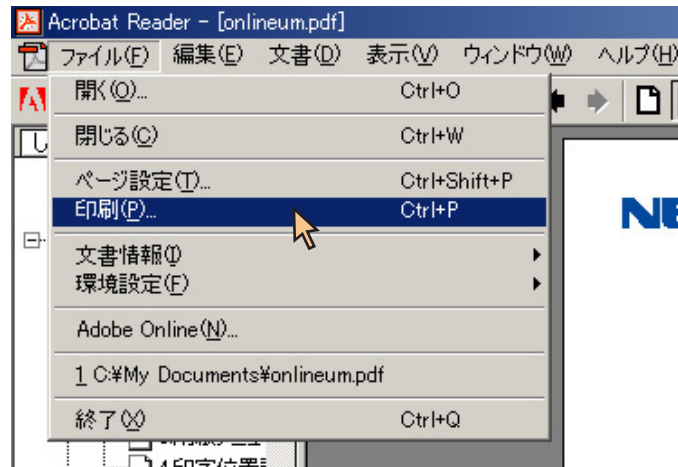 Acrobat Reader - [onlineum.pdf]
ファイル(F) 編集(E) 文書(D) 表示(V) ウィンドウ(W) ヘルプ(H)
開く(O)... Ctrl+O
閉じる(C) Ctrl+W
ページ設定(T)... Ctrl+Shift+P
印刷(P)... Ctrl+P
文書情報(I)
環境設定(F)
Adobe Online(N)...
1 C:¥My Documents¥onlineum.pdf
終了(X) Ctrl+Q